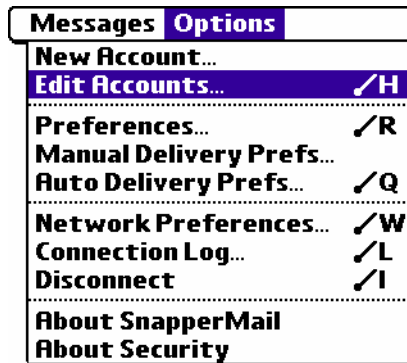 Messages Options
New Account...
Edit Accounts... /H
Preferences... /R
Manual Delivery Prefs...
Auto Delivery Prefs... /Q
Network Preferences... /W
Connection Log... /L
Disconnect /I
About SnapperMail
About Security